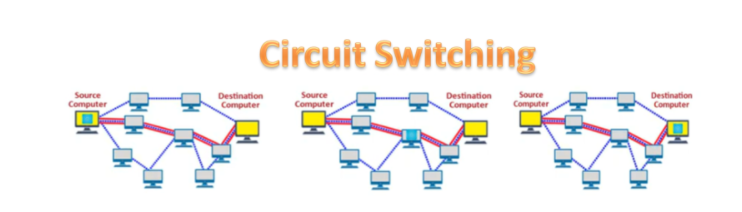 Circuit Switching
Source
Computer
Destination
Computer
Source
Computer
Destination
Computer
Source
Computer
Destination
Computer